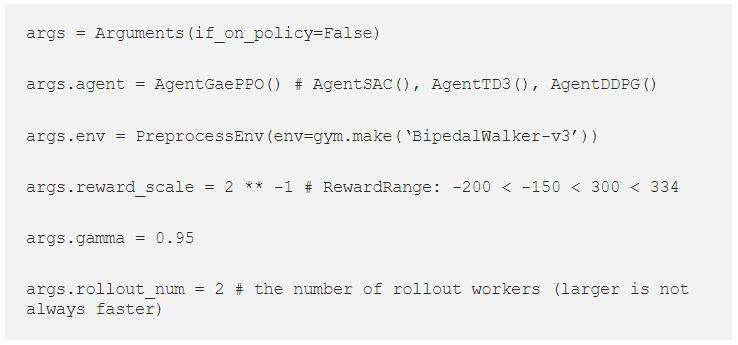 args = Arguments(if_on_policy=False)
args.agent = AgentGaePPO() # AgentSAC(), AgentTD3(), AgentDDPG()
args.env = PreprocessEnv(env=gym.make(‘BipedalWalker-v3’))
args.reward_scale = 2 ** -1 # RewardRange: -200 < -150 < 300 < 334
args.gamma = 0.95
args.rollout_num = 2 # the number of rollout workers (larger is not
always faster)